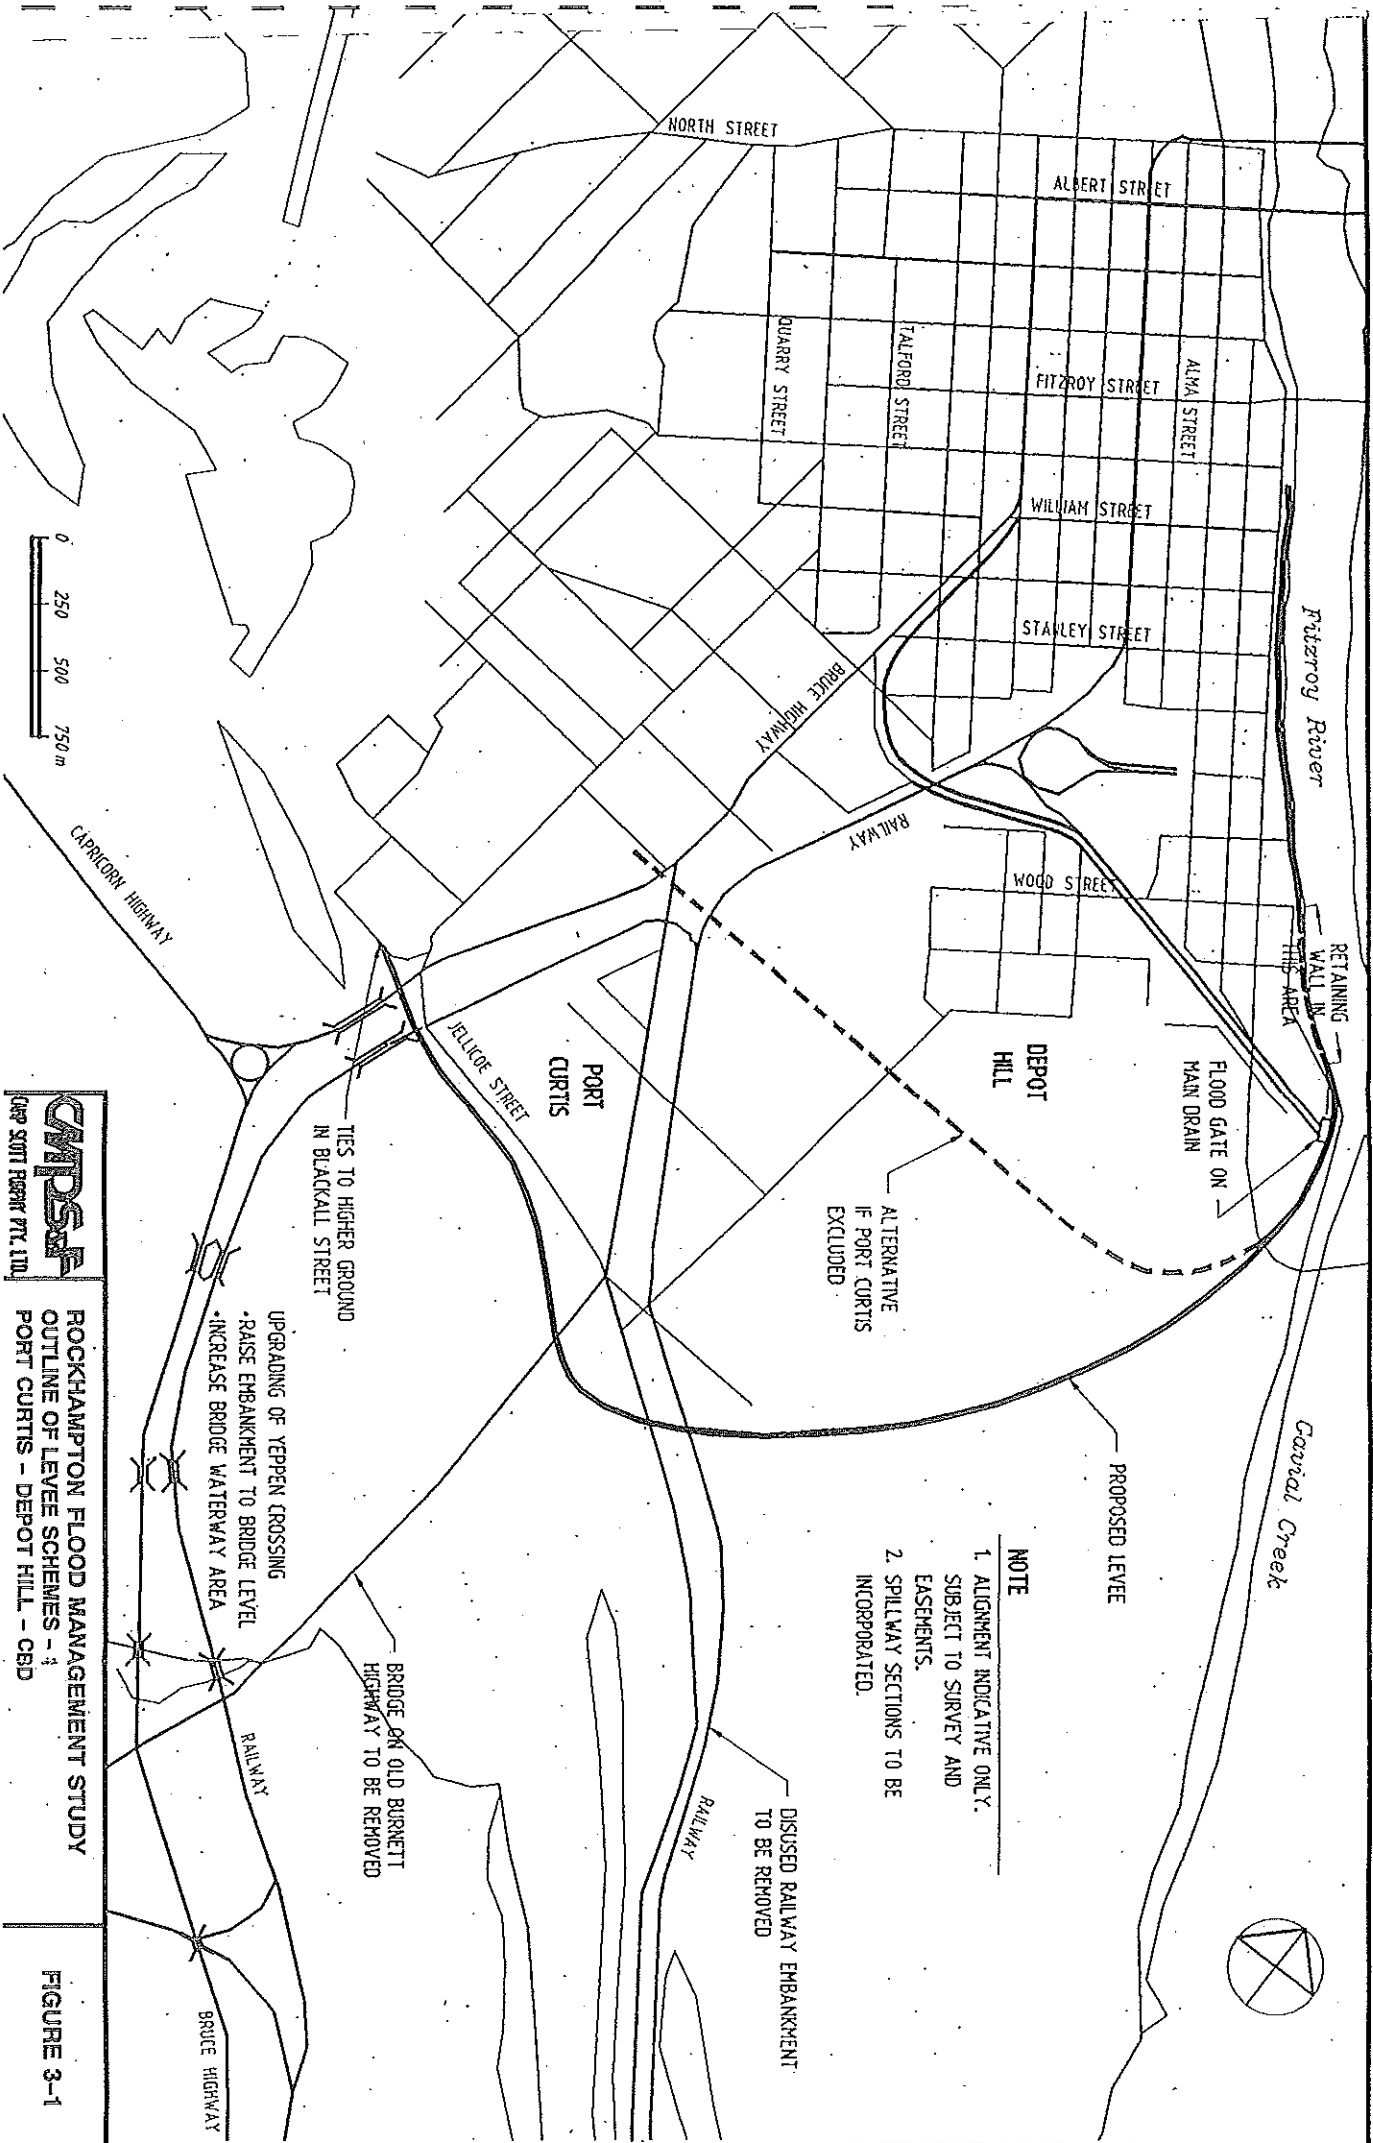 NORTH STREET
ALBERT STREET
QUARRY STREET
TALFORD STREET
FITZROY STREET
ALMA STREET
WILLIAM STREET
STANLEY STREET
Fitzroy River
BRUCE HIGHWAY
RAILWAY
WOOD STREET
RETAINING
WALL IN
THIS AREA
FLOOD GATE ON
MAIN DRAIN
DEPOT
HILL
PORT
CURTIS
JELLICOE STREET
ALTERNATIVE
IF PORT CURTIS
EXCLUDED
PROPOSED LEVEE
Gavial Creek
CAPRICORN HIGHWAY
0 250 500 750 m
TIES TO HIGHER GROUND
IN BLACKALL STREET
UPGRADING OF YEPPEN CROSSING
•RAISE EMBANKMENT TO BRIDGE LEVEL
•INCREASE BRIDGE WATERWAY AREA
NOTE
1. ALIGNMENT INDICATIVE ONLY.
SUBJECT TO SURVEY AND
EASEMENTS.
2. SPILLWAY SECTIONS TO BE
INCORPORATED.
BRIDGE ON OLD BURNETT
HIGHWAY TO BE REMOVED
DISUSED RAILWAY EMBANKMENT
TO BE REMOVED
RAILWAY
RAILWAY
BRUCE HIGHWAY
CMPS&F
CAMP SCOTT FURPHY PTY. LTD.
ROCKHAMPTON FLOOD MANAGEMENT STUDY
OUTLINE OF LEVEE SCHEMES - 1
PORT CURTIS - DEPOT HILL - CBD
FIGURE 3-1